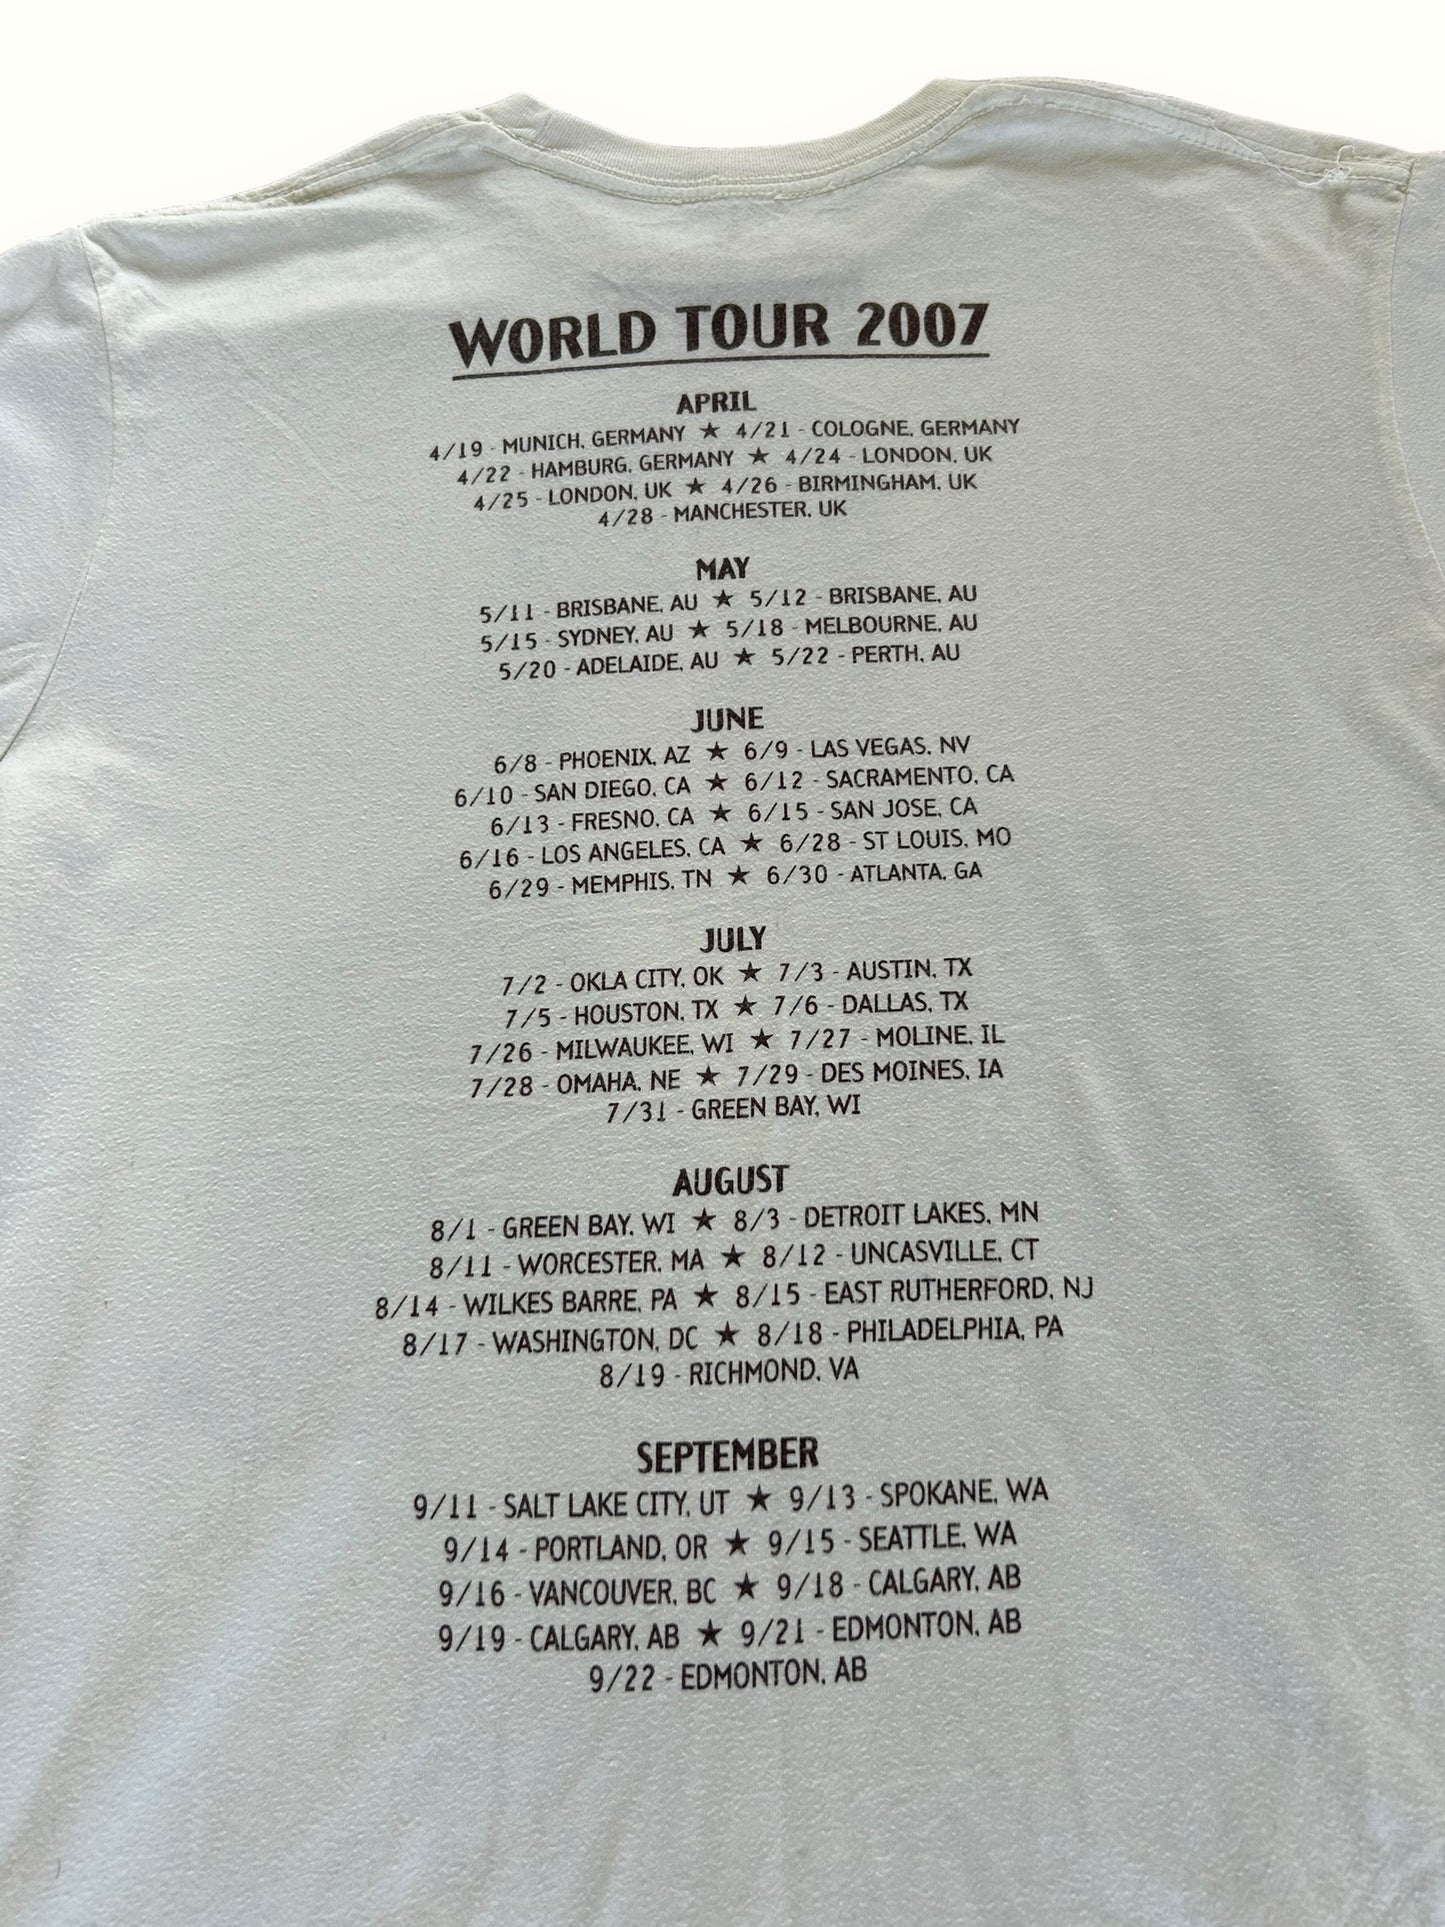 WORLD TOUR 2007
APRIL
4/19 - MUNICH, GERMANY ★ 4/21 - COLOGNE, GERMANY
4/22 - HAMBURG, GERMANY ★ 4/24 - LONDON, UK
4/25 - LONDON, UK ★ 4/26 - BIRMINGHAM, UK
4/28 - MANCHESTER, UK
MAY
5/11 - BRISBANE, AU ★ 5/12 - BRISBANE, AU
5/15 - SYDNEY, AU ★ 5/18 - MELBOURNE, AU
5/20 - ADELAIDE, AU ★ 5/22 - PERTH, AU
JUNE
6/8 - PHOENIX, AZ ★ 6/9 - LAS VEGAS, NV
6/10 - SAN DIEGO, CA ★ 6/12 - SACRAMENTO, CA
6/13 - FRESNO, CA ★ 6/15 - SAN JOSE, CA
6/16 - LOS ANGELES, CA ★ 6/28 - ST LOUIS, MO
6/29 - MEMPHIS, TN ★ 6/30 - ATLANTA, GA
JULY
7/2 - OKLA CITY, OK ★ 7/3 - AUSTIN, TX
7/5 - HOUSTON, TX ★ 7/6 - DALLAS, TX
7/26 - MILWAUKEE, WI ★ 7/27 - MOLINE, IL
7/28 - OMAHA, NE ★ 7/29 - DES MOINES, IA
7/31 - GREEN BAY, WI
AUGUST
8/1 - GREEN BAY, WI ★ 8/3 - DETROIT LAKES, MN
8/11 - WORCESTER, MA ★ 8/12 - UNCASVILLE, CT
8/14 - WILKES BARRE, PA ★ 8/15 - EAST RUTHERFORD, NJ
8/17 - WASHINGTON, DC ★ 8/18 - PHILADELPHIA, PA
8/19 - RICHMOND, VA
SEPTEMBER
9/11 - SALT LAKE CITY, UT ★ 9/13 - SPOKANE, WA
9/14 - PORTLAND, OR ★ 9/15 - SEATTLE, WA
9/16 - VANCOUVER, BC ★ 9/18 - CALGARY, AB
9/19 - CALGARY, AB ★ 9/21 - EDMONTON, AB
9/22 - EDMONTON, AB